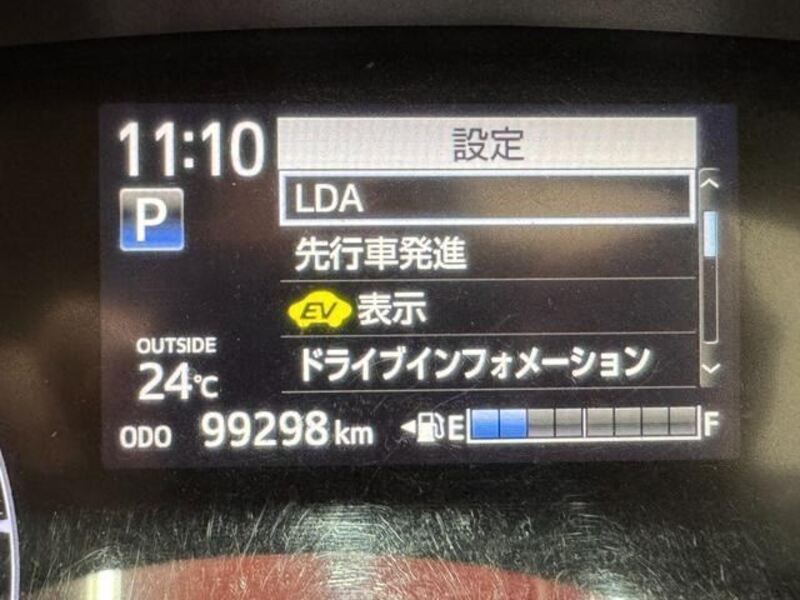 11:10
設定
P
LDA
先行車発進
EV 表示
ドライブインフォメーション
OUTSIDE
24℃
ODO 99298 km
E F